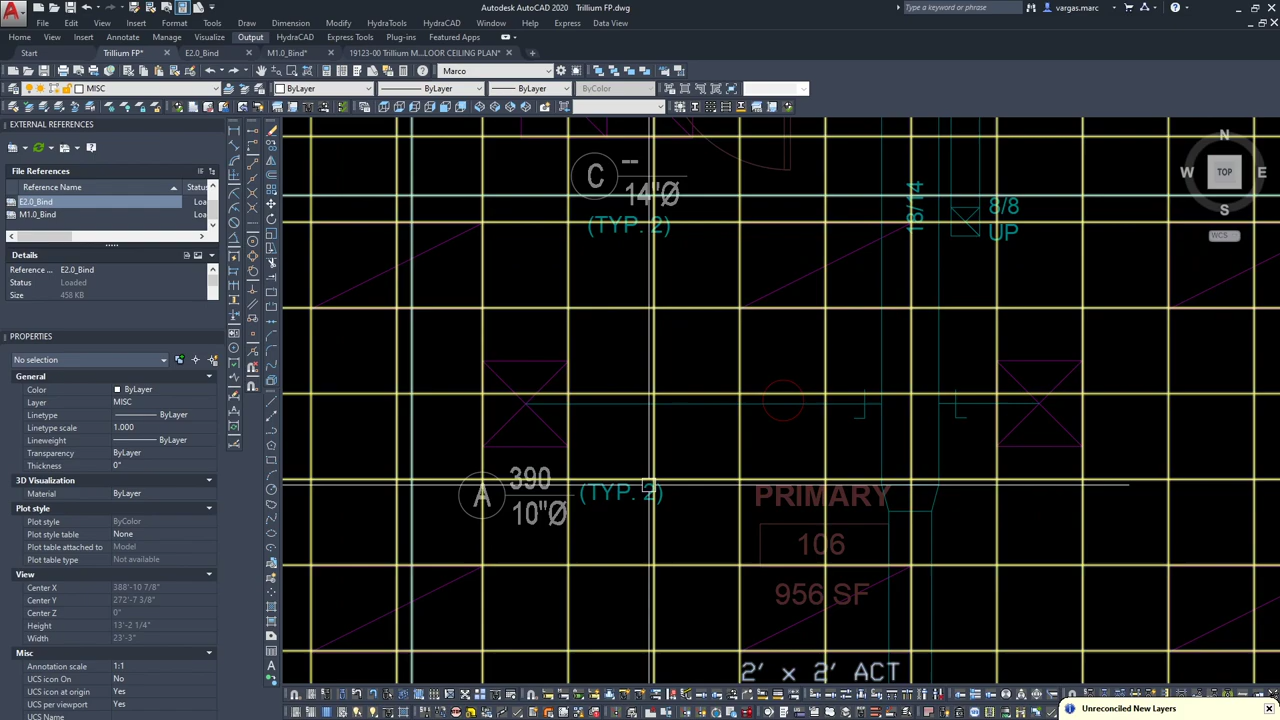 Autodesk AutoCAD 2021 Trillium FP.dwg
Type a keyword or phrase
vargas.marc
File Edit View Insert Format Tools Draw Dimension Modify HydraTools HydraCAD Window Help Express Data View
Home View Insert Annotate Visualize Manage Output HydraCAD Express Tools Plug-ins Featured Apps
Start Trillium FP* E2.0_Bind M1.0_Bind* 19123-00 Trillium M...LOOR CEILING PLAN*
Marco
MISC ByLayer ByLayer ByLayer ByColor
EXTERNAL REFERENCES
File References
Reference Name Status
E2.0_Bind Loa
M1.0_Bind Loa
Details
Reference ... E2.0_Bind
Status Loaded
Size 458 KB
PROPERTIES
No selection
General
Color ByLayer
Layer MISC
Linetype ByLayer
Linetype scale 1.000
Lineweight ByLayer
Transparency ByLayer
Thickness 0"
3D Visualization
Material ByLayer
Plot style
Plot style ByColor
Plot style table None
Plot table attached to Model
Plot table type Not available
View
Center X 388'-10 7/8"
Center Y 272'-7 3/8"
Center Z 0"
Height 13'-2 1/4"
Width 23'-3"
Misc
Annotation scale 1:1
UCS icon On No
UCS icon at origin Yes
UCS per viewport Yes
UCS Name
C --
14"Ø
(TYP. 2)
18/14
8/8
UP
N
W TOP E
S
WCS
A 390
10"Ø
(TYP. 2)
PRIMARY
106
956 SF
2' x 2' ACT
Unreconciled New Layers